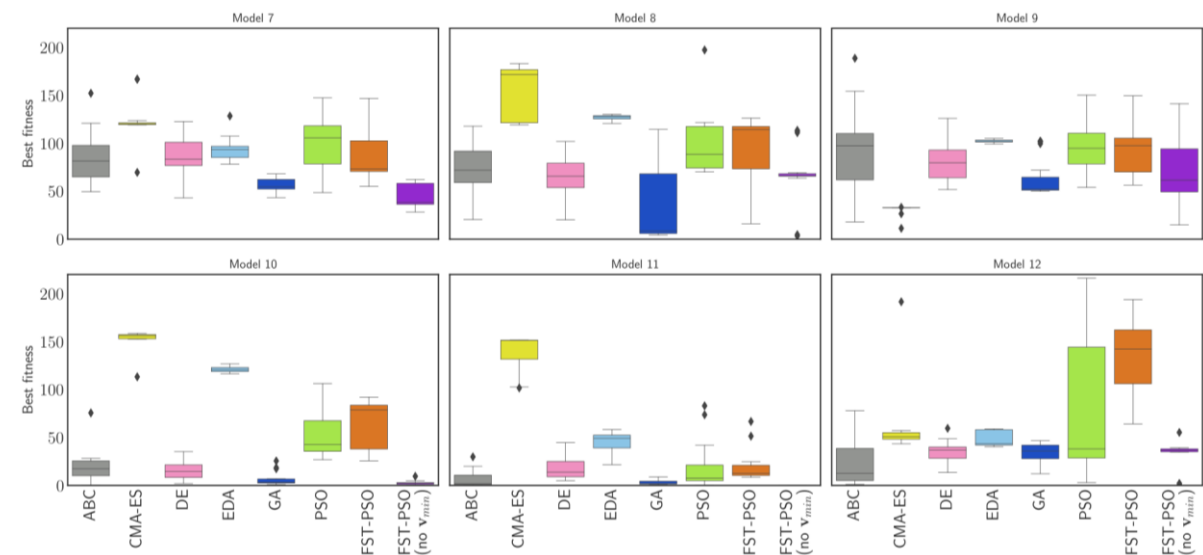 Model 7
Model 8
Model 9
Best fitness
200
150
100
50
0
Model 10
Model 11
Model 12
Best fitness
200
150
100
50
0
ABC
CMA-ES
DE
EDA
GA
PSO
FST-PSO
FST-PSO
(no v_min)
ABC
CMA-ES
DE
EDA
GA
PSO
FST-PSO
FST-PSO
(no v_min)
ABC
CMA-ES
DE
EDA
GA
PSO
FST-PSO
FST-PSO
(no v_min)